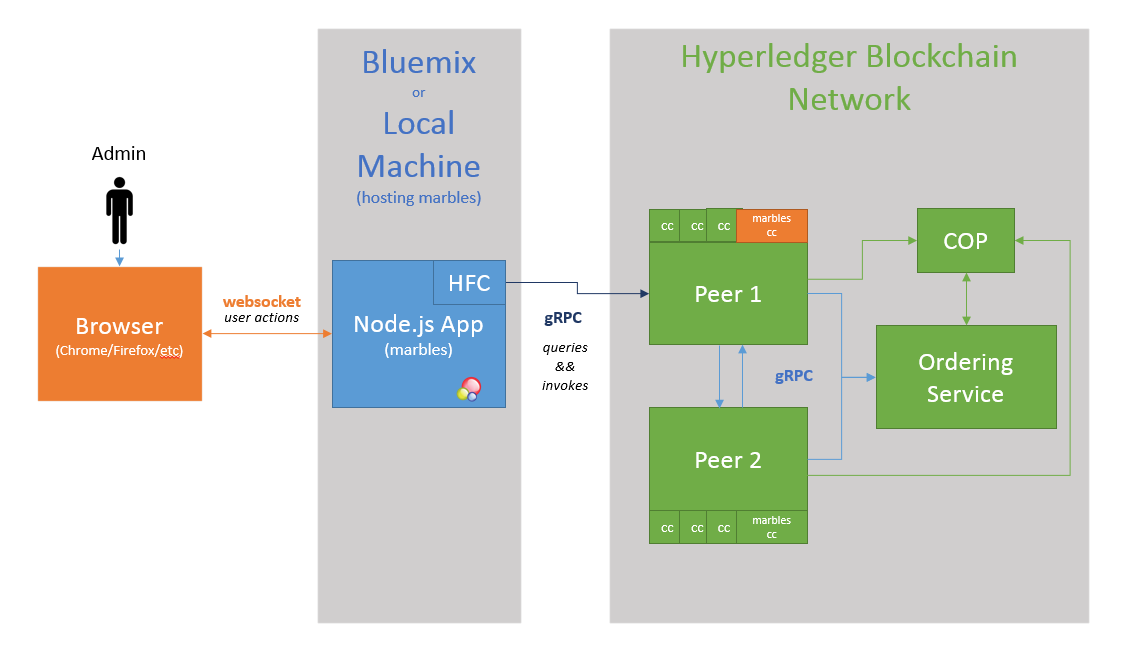 Admin
Browser
(Chrome/Firefox/etc)
websocket
user actions
Bluemix
or
Local
Machine
(hosting marbles)
HFC
Node.js App
(marbles)
gRPC
queries
&&
invokes
Hyperledger Blockchain
Network
cc
cc
cc
marbles
cc
Peer 1
gRPC
Peer 2
cc
cc
cc
marbles
cc
COP
Ordering
Service